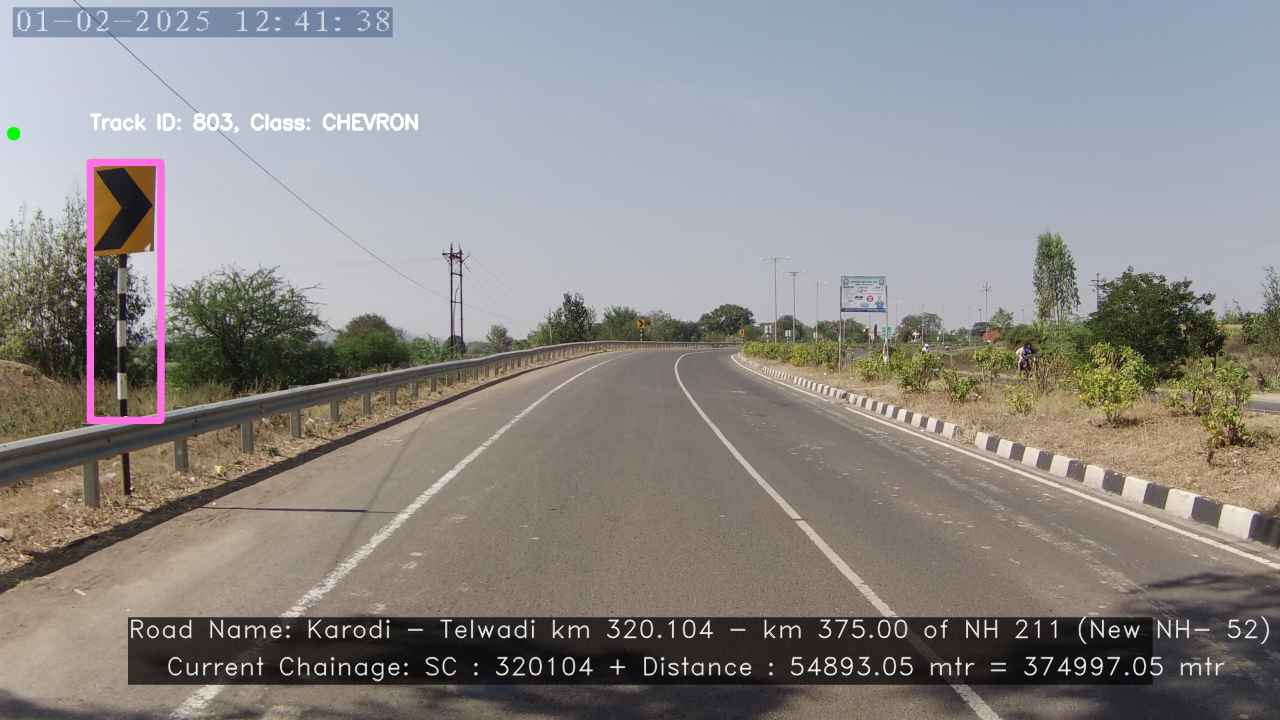 01-02-2025 12:41:38
Track ID: 803, Class: CHEVRON
Road Name: Karodi - Telwadi km 320.104 - km 375.00 of NH 211 (New NH- 52)
Current Chainage: SC : 320104 + Distance : 54893.05 mtr = 374997.05 mtr